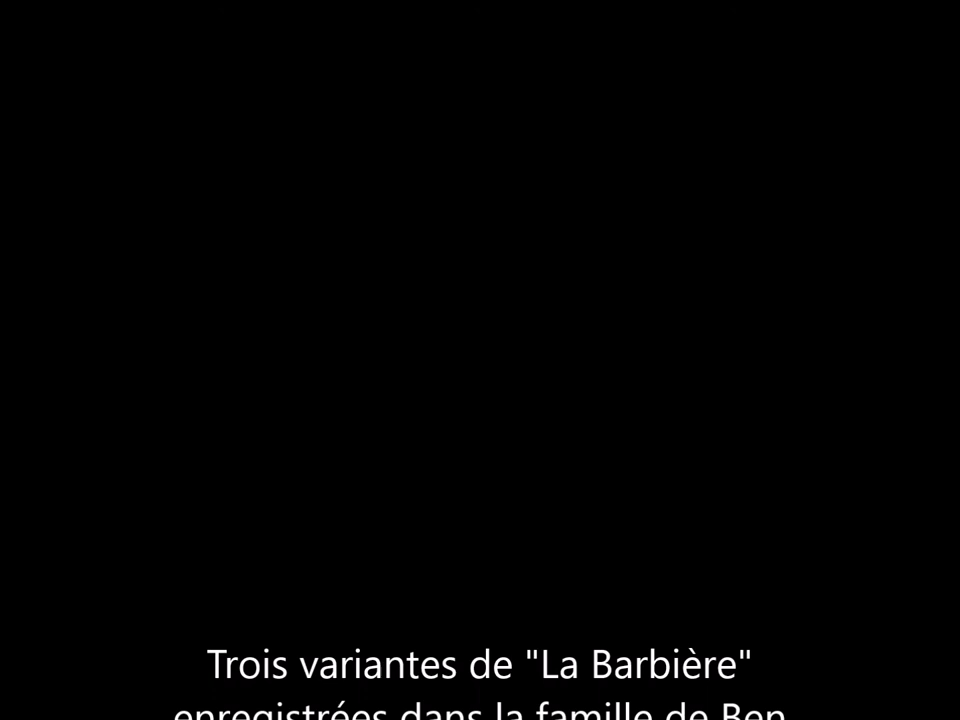 Trois variantes de "La Barbière"
enregistrées dans la famille de Ben